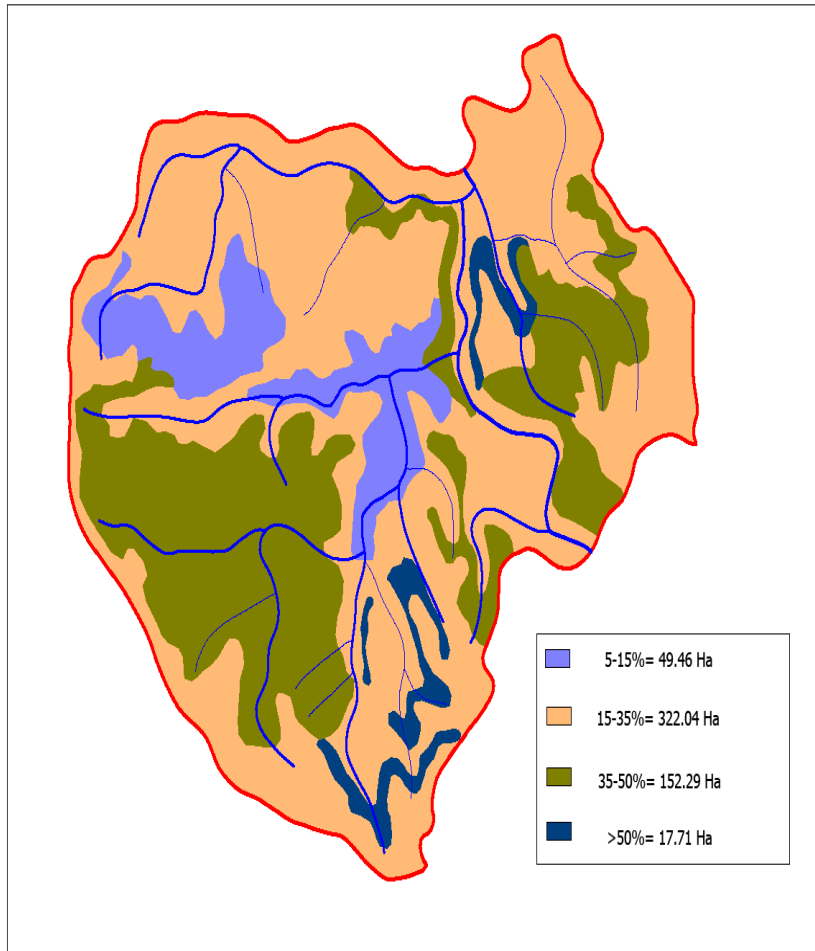 5-15%= 49.46 Ha
15-35%= 322.04 Ha
35-50%= 152.29 Ha
>50%= 17.71 Ha